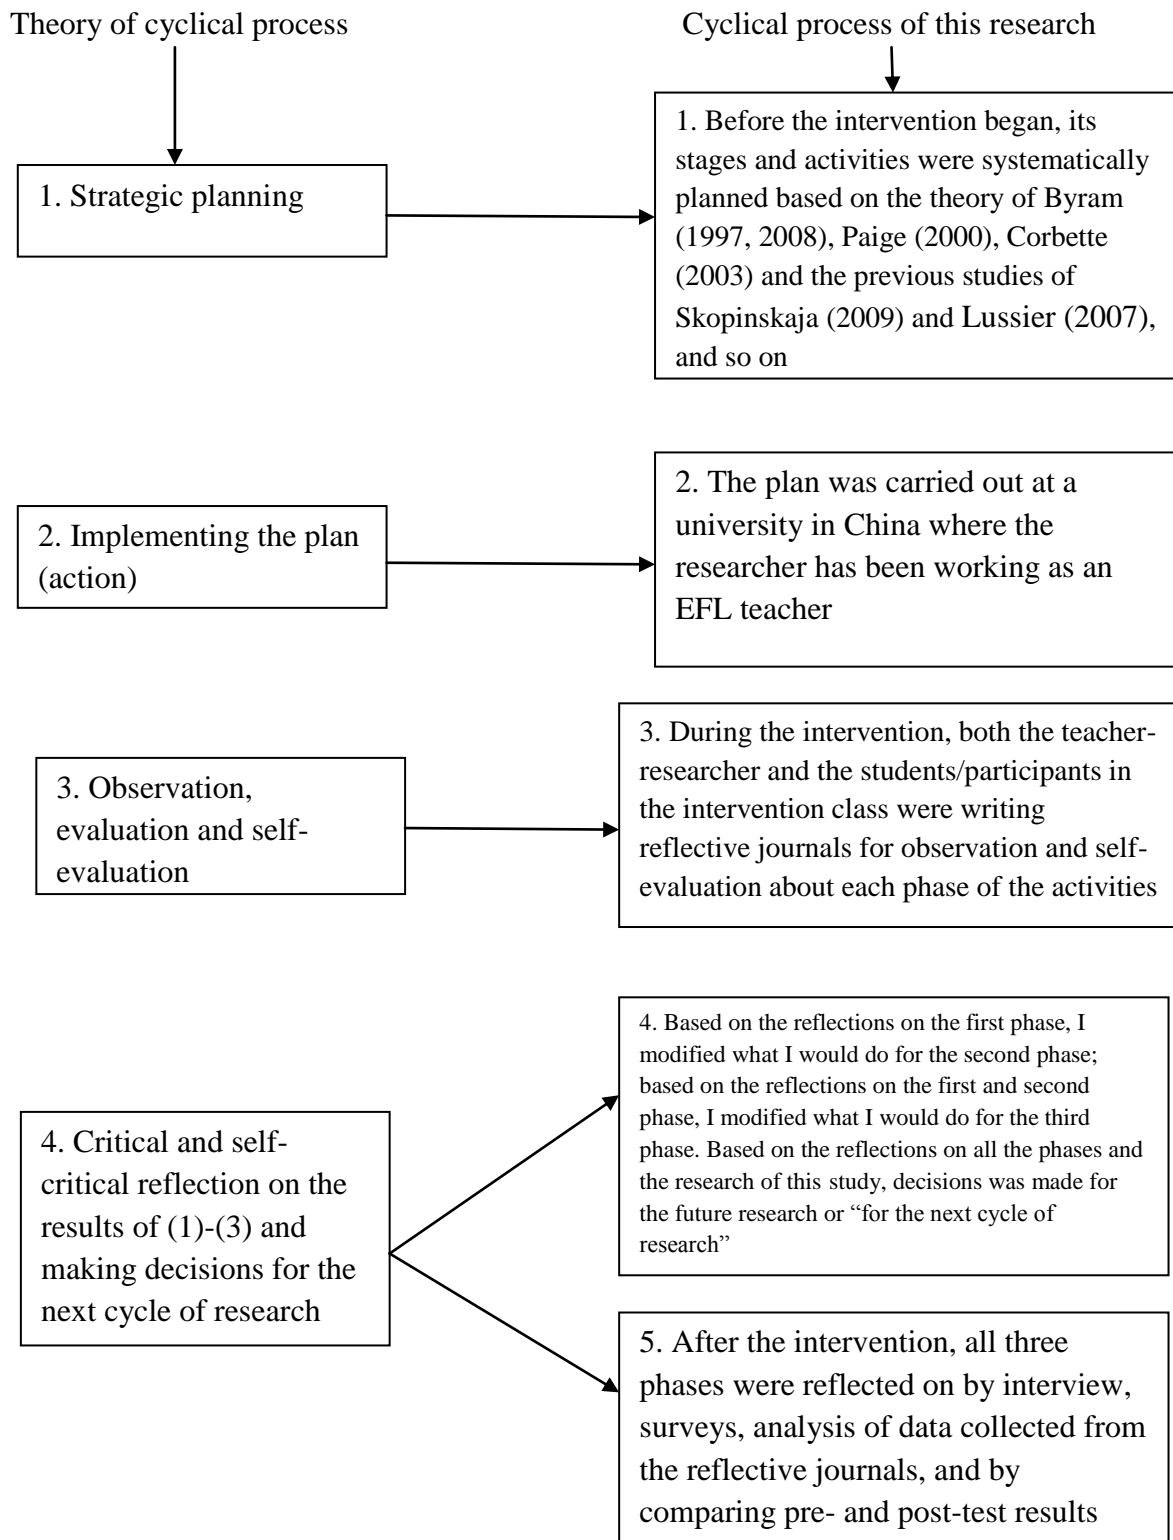 Theory of cyclical process
Cyclical process of this research
1. Strategic planning
1. Before the intervention began, its
stages and activities were systematically
planned based on the theory of Byram
(1997, 2008), Paige (2000), Corbette
(2003) and the previous studies of
Skopinskaja (2009) and Lussier (2007),
and so on
2. Implementing the plan
(action)
2. The plan was carried out at a
university in China where the
researcher has been working as an
EFL teacher
3. Observation,
evaluation and self-
evaluation
3. During the intervention, both the teacher-
researcher and the students/participants in
the intervention class were writing
reflective journals for observation and self-
evaluation about each phase of the activities
4. Critical and self-
critical reflection on the
results of (1)-(3) and
making decisions for the
next cycle of research
4. Based on the reflections on the first phase, I
modified what I would do for the second phase;
based on the reflections on the first and second
phase, I modified what I would do for the third
phase. Based on the reflections on all the phases and
the research of this study, decisions was made for
the future research or “for the next cycle of
research”
5. After the intervention, all three
phases were reflected on by interview,
surveys, analysis of data collected from
the reflective journals, and by
comparing pre- and post-test results